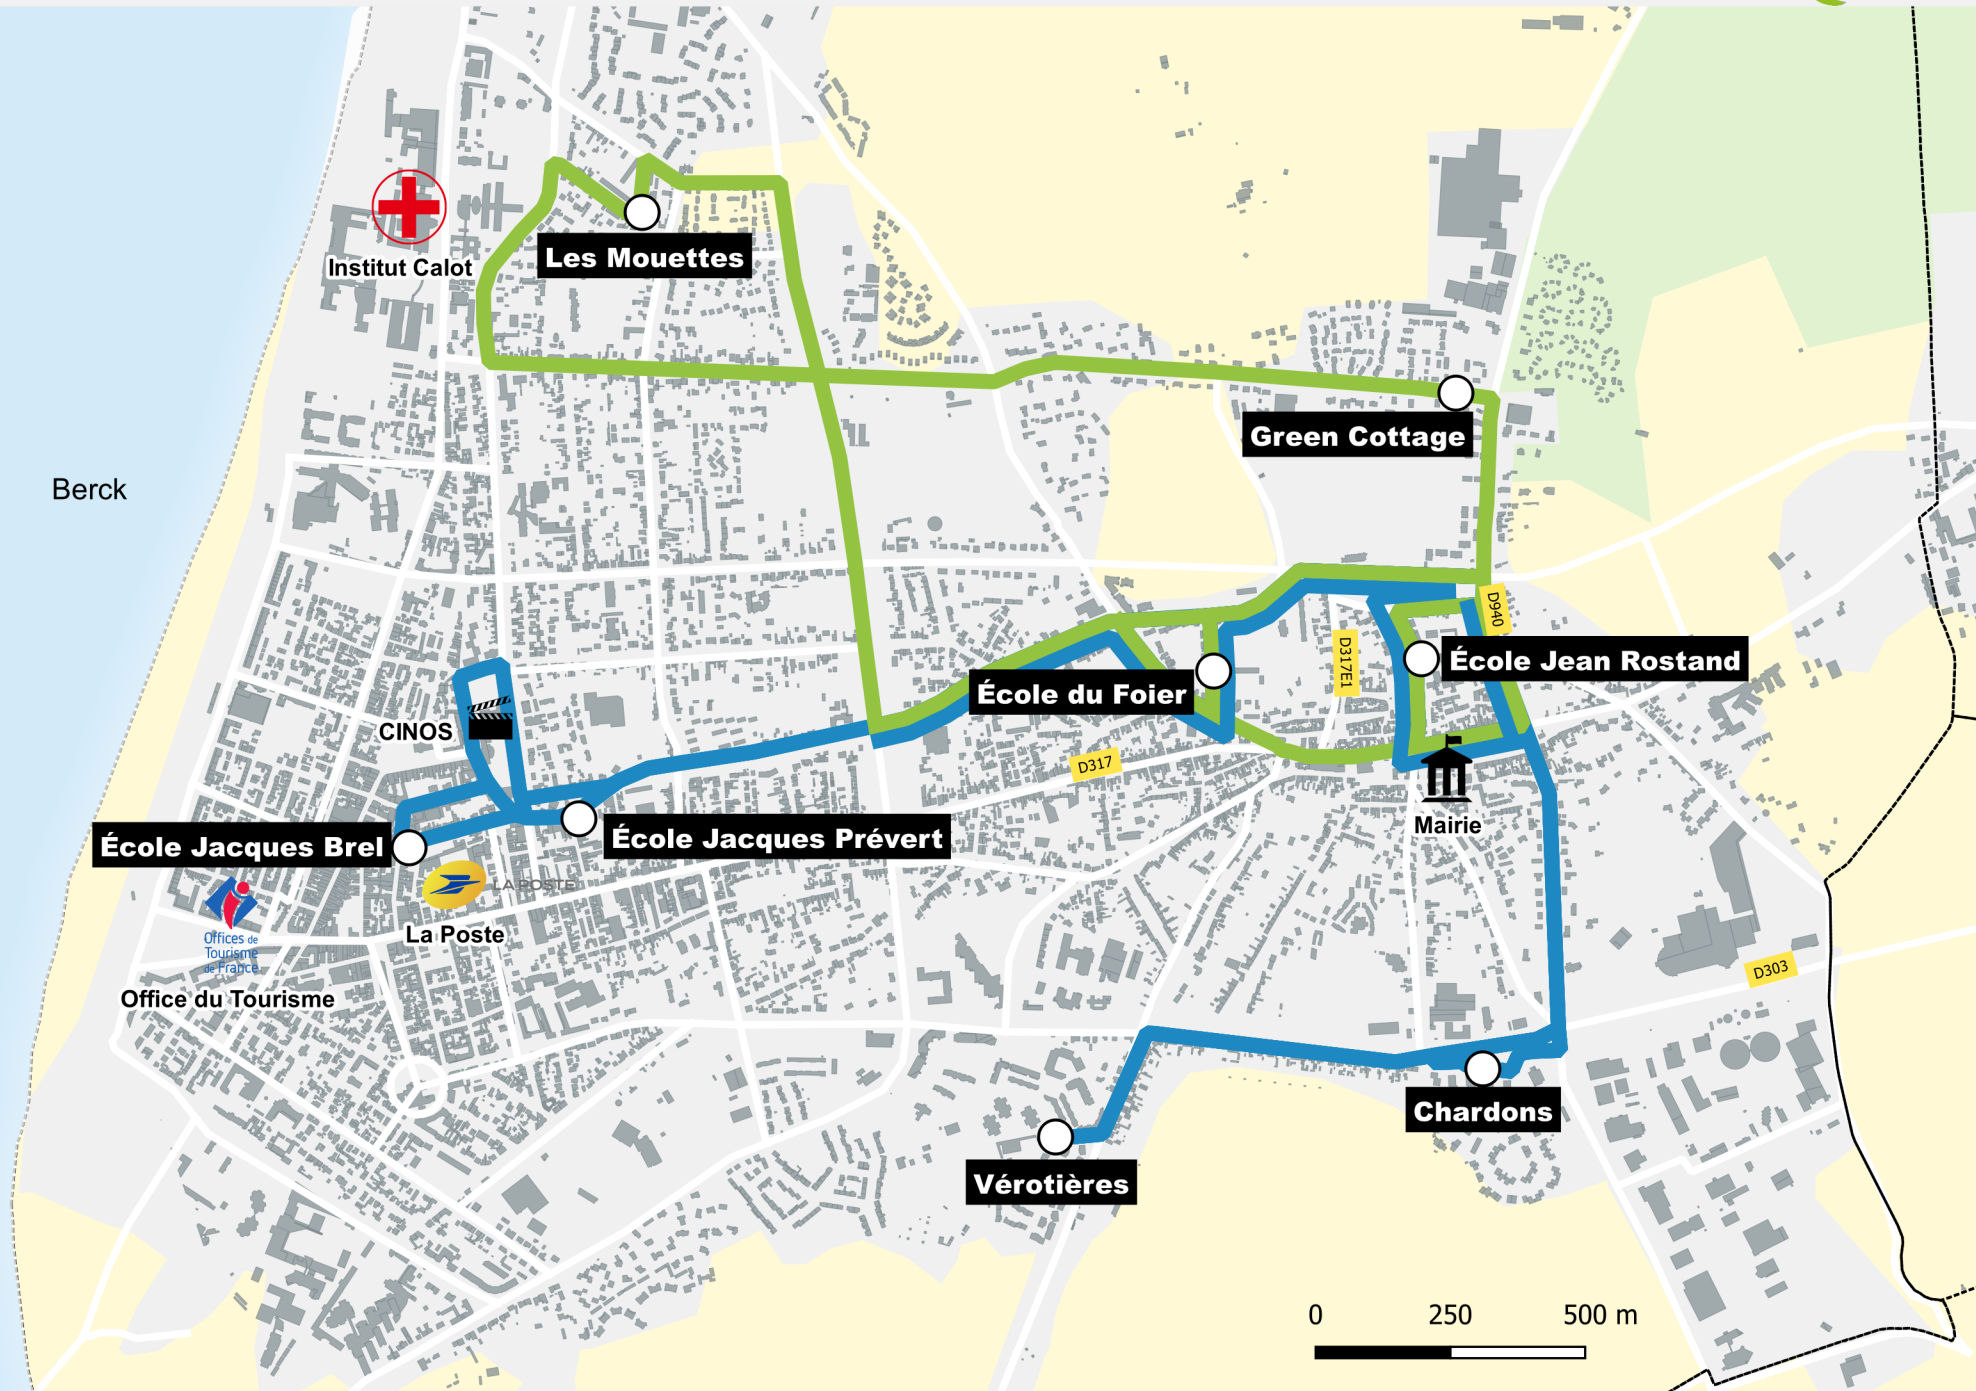 Institut Calot
Les Mouettes
Green Cottage
Berck
D940
D317E1
École Jean Rostand
École du Foier
CINOS
D317
Mairie
École Jacques Brel
École Jacques Prévert
LA POSTE
La Poste
Offices de
Tourisme
de France
Office du Tourisme
D303
Chardons
Vérotières
0 250 500 m